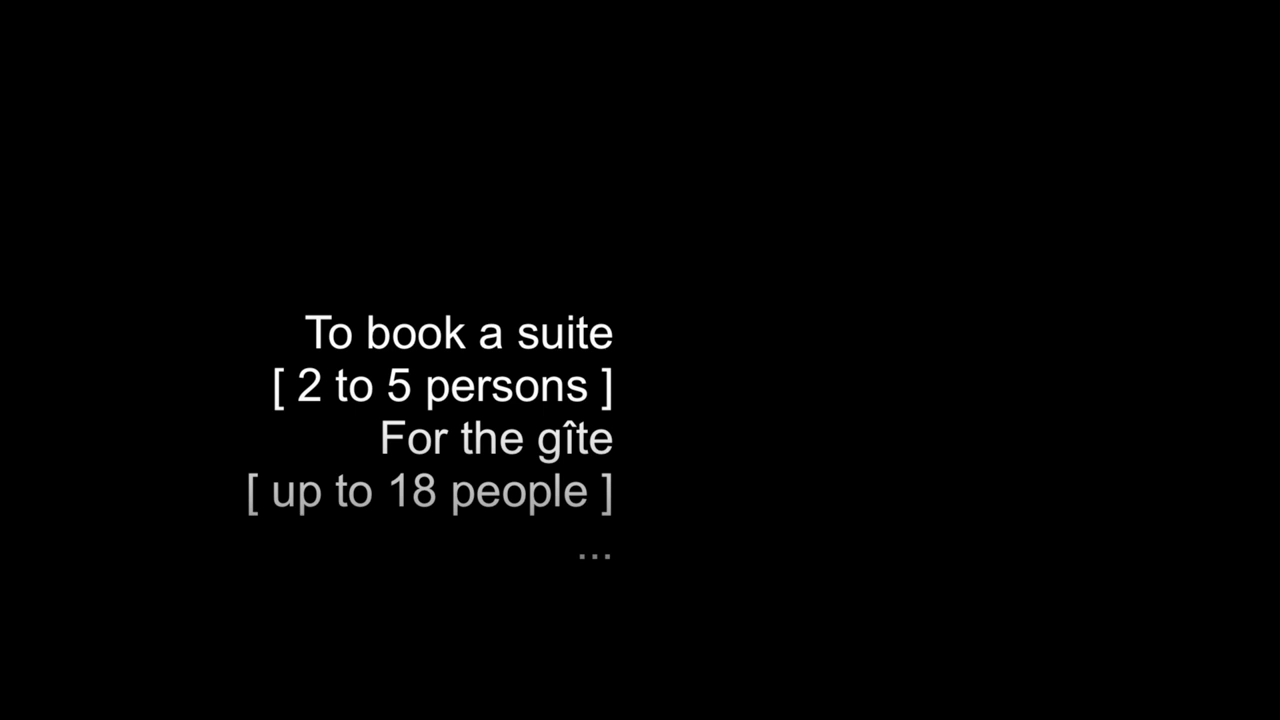 To book a suite
[ 2 to 5 persons ]
For the gîte
[ up to 18 people ]
...